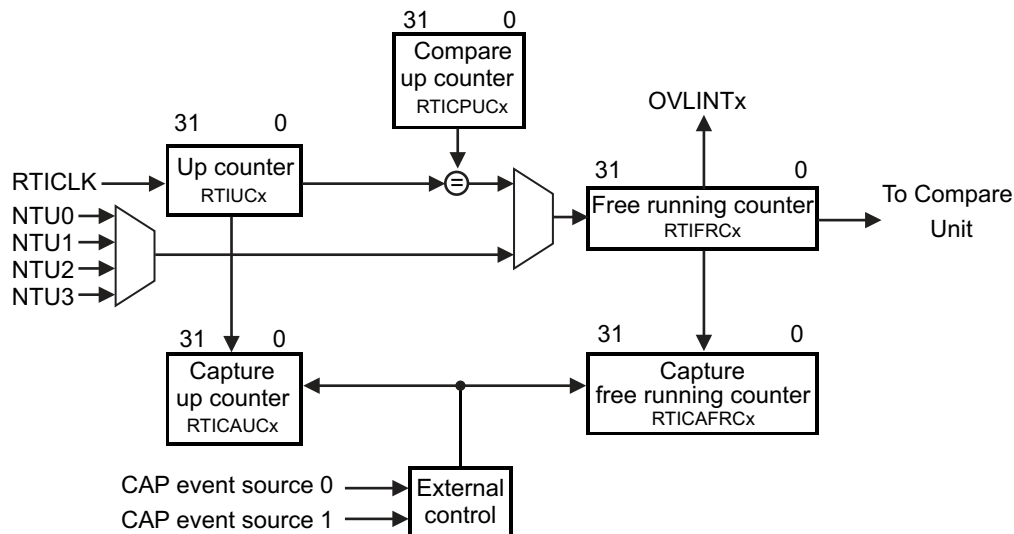 31 0
Compare
up counter
RTICPUCx
OVLINTx
31 0
Up counter
RTIUCx
RTICLK
NTU0
NTU1
NTU2
NTU3
=
31 0
Free running counter
RTIFRCx
To Compare
Unit
31 0
Capture
up counter
RTICAUCx
31 0
Capture
free running counter
RTICAFRCx
CAP event source 0
CAP event source 1
External
control